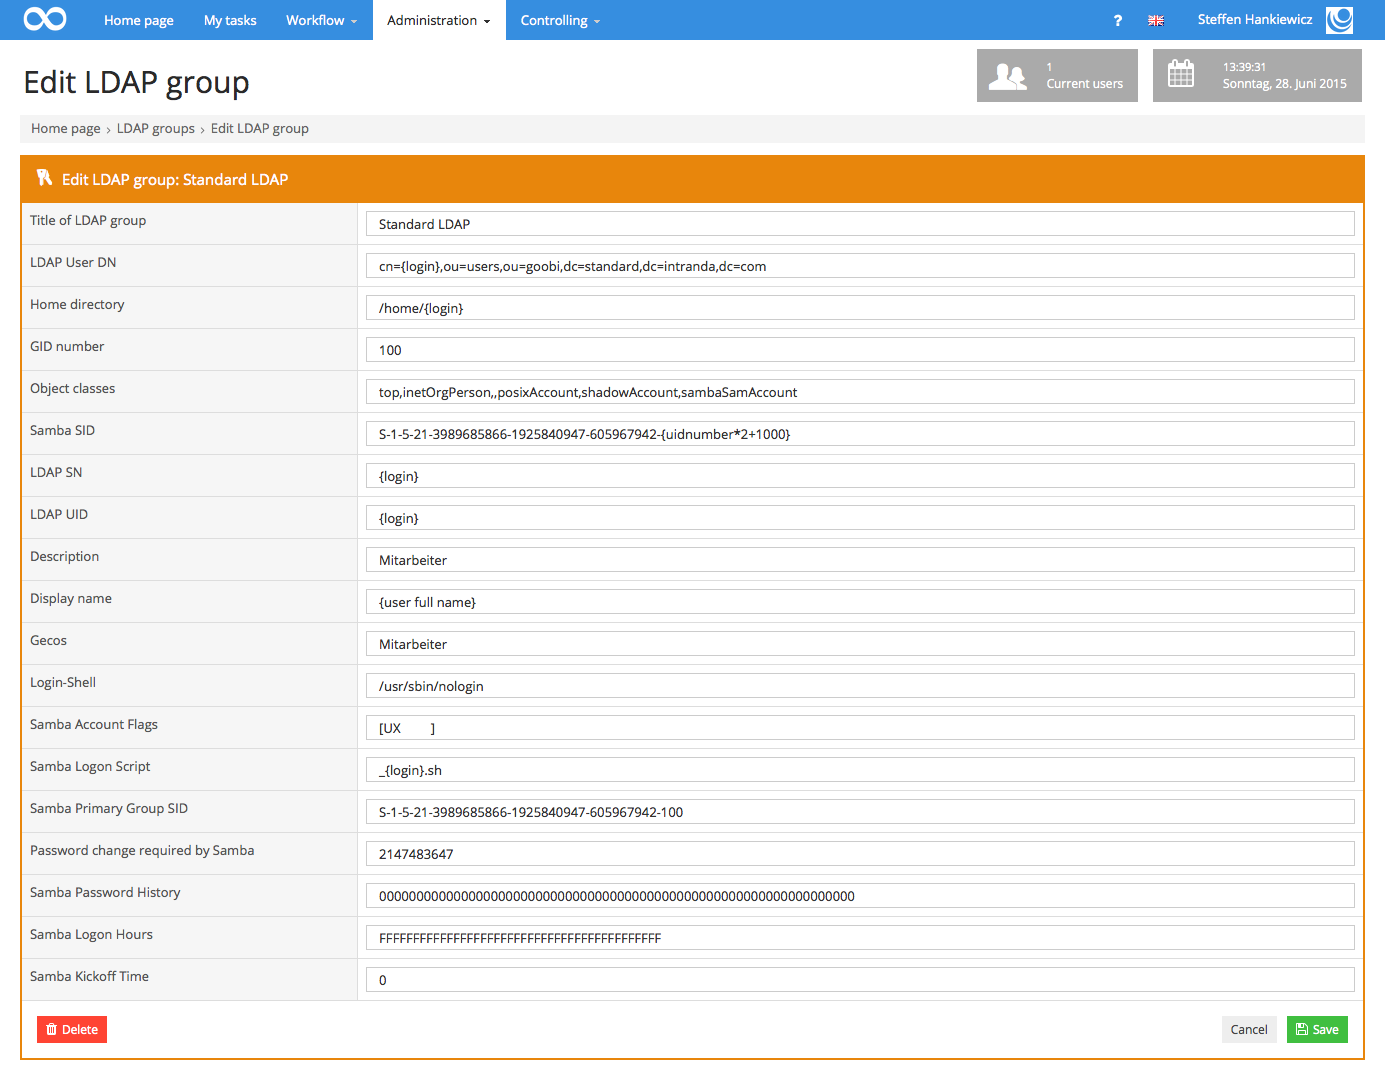 Home page My tasks Workflow Administration Controlling ? Steffen Hankiewicz
Edit LDAP group
1
Current users
13:39:31
Sonntag, 28. Juni 2015
Home page › LDAP groups › Edit LDAP group
Edit LDAP group: Standard LDAP
Title of LDAP group Standard LDAP
LDAP User DN cn={login},ou=users,ou=goobi,dc=standard,dc=intranda,dc=com
Home directory /home/{login}
GID number 100
Object classes top,inetOrgPerson,,posixAccount,shadowAccount,sambaSamAccount
Samba SID S-1-5-21-3989685866-1925840947-605967942-{uidnumber*2+1000}
LDAP SN {login}
LDAP UID {login}
Description Mitarbeiter
Display name {user full name}
Gecos Mitarbeiter
Login-Shell /usr/sbin/nologin
Samba Account Flags [UX         ]
Samba Logon Script _{login}.sh
Samba Primary Group SID S-1-5-21-3989685866-1925840947-605967942-100
Password change required by Samba 2147483647
Samba Password History 0000000000000000000000000000000000000000000000000000000000000000
Samba Logon Hours FFFFFFFFFFFFFFFFFFFFFFFFFFFFFFFFFFFFFFFFFF
Samba Kickoff Time 0
Delete Cancel Save